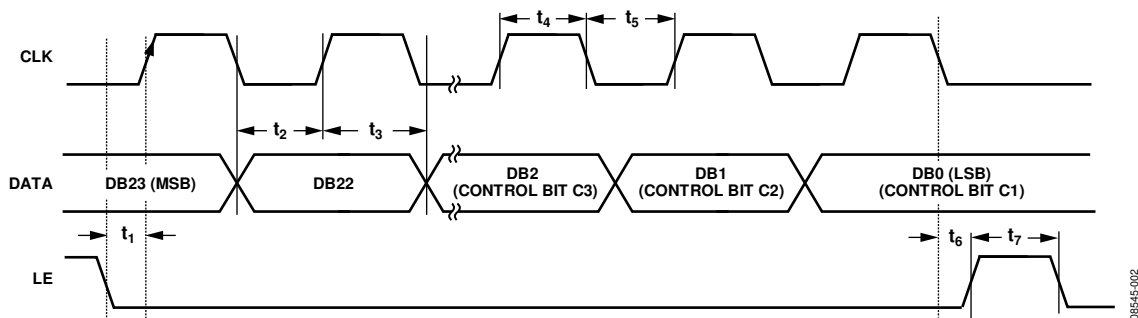 t4
t5
CLK
t2
t3
DATA
DB23 (MSB)
DB22
DB2
(CONTROL BIT C3)
DB1
(CONTROL BIT C2)
DB0 (LSB)
(CONTROL BIT C1)
t1
t6
t7
LE
08545-002